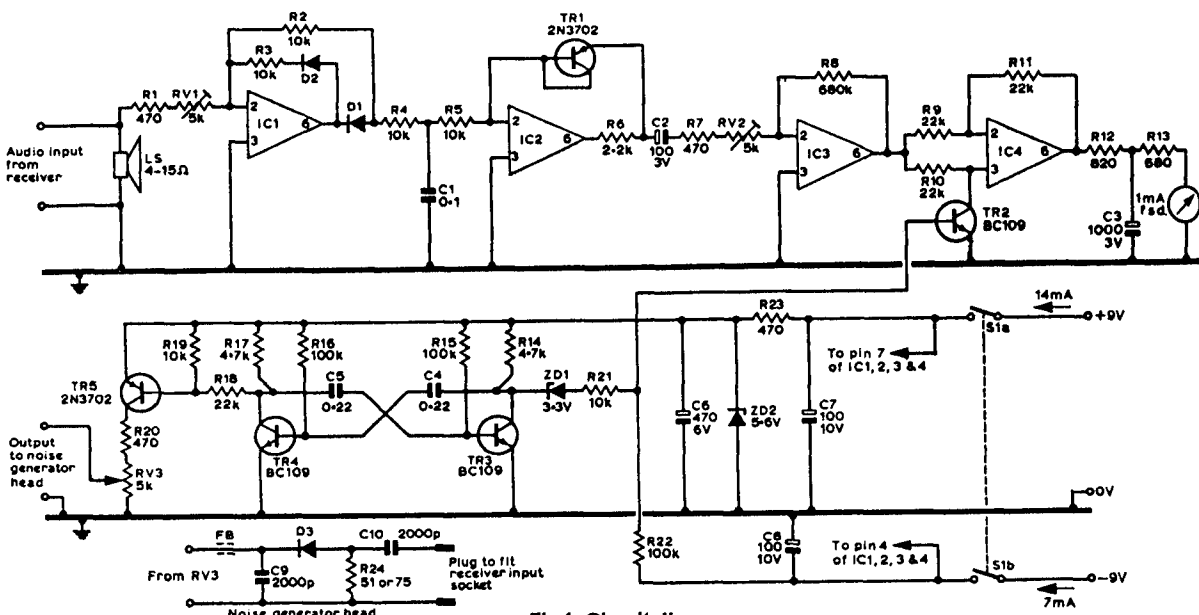 R2
10k
R3
10k
D2
R1
470
RV1
5k
2
IC1
6
3
D1
R4
10k
R5
10k
C1
0·1
Audio input
from
receiver
LS
4-15Ω
TR1
2N3702
2
IC2
6
3
R6
2·2k
C2
100
3V
R7
470
RV2
5k
R8
680k
2
IC3
6
3
R9
22k
R10
22k
R11
22k
2
IC4
6
3
TR2
BC109
R12
820
R13
680
1mA
fsd.
C3
1000
3V
R19
10k
R17
4·7k
R16
100k
R15
100k
R14
4·7k
TR5
2N3702
R18
22k
C5
0·22
C4
0·22
ZD1
3·3V
R21
10k
R20
470
RV3
5k
Output
to noise
generator
head
TR4
BC109
TR3
BC109
R23
470
C6
470
6V
ZD2
5·6V
C7
100
10V
To pin 7
of IC1, 2, 3 & 4
S1a
14mA
+9V
0V
R22
100k
C8
100
10V
To pin 4
of IC1, 2, 3 & 4
S1b
-9V
7mA
FB
D3
C10
2000p
From RV3
C9
2000p
R24
51 or 75
Plug to fit
receiver input
socket
Noise generator head